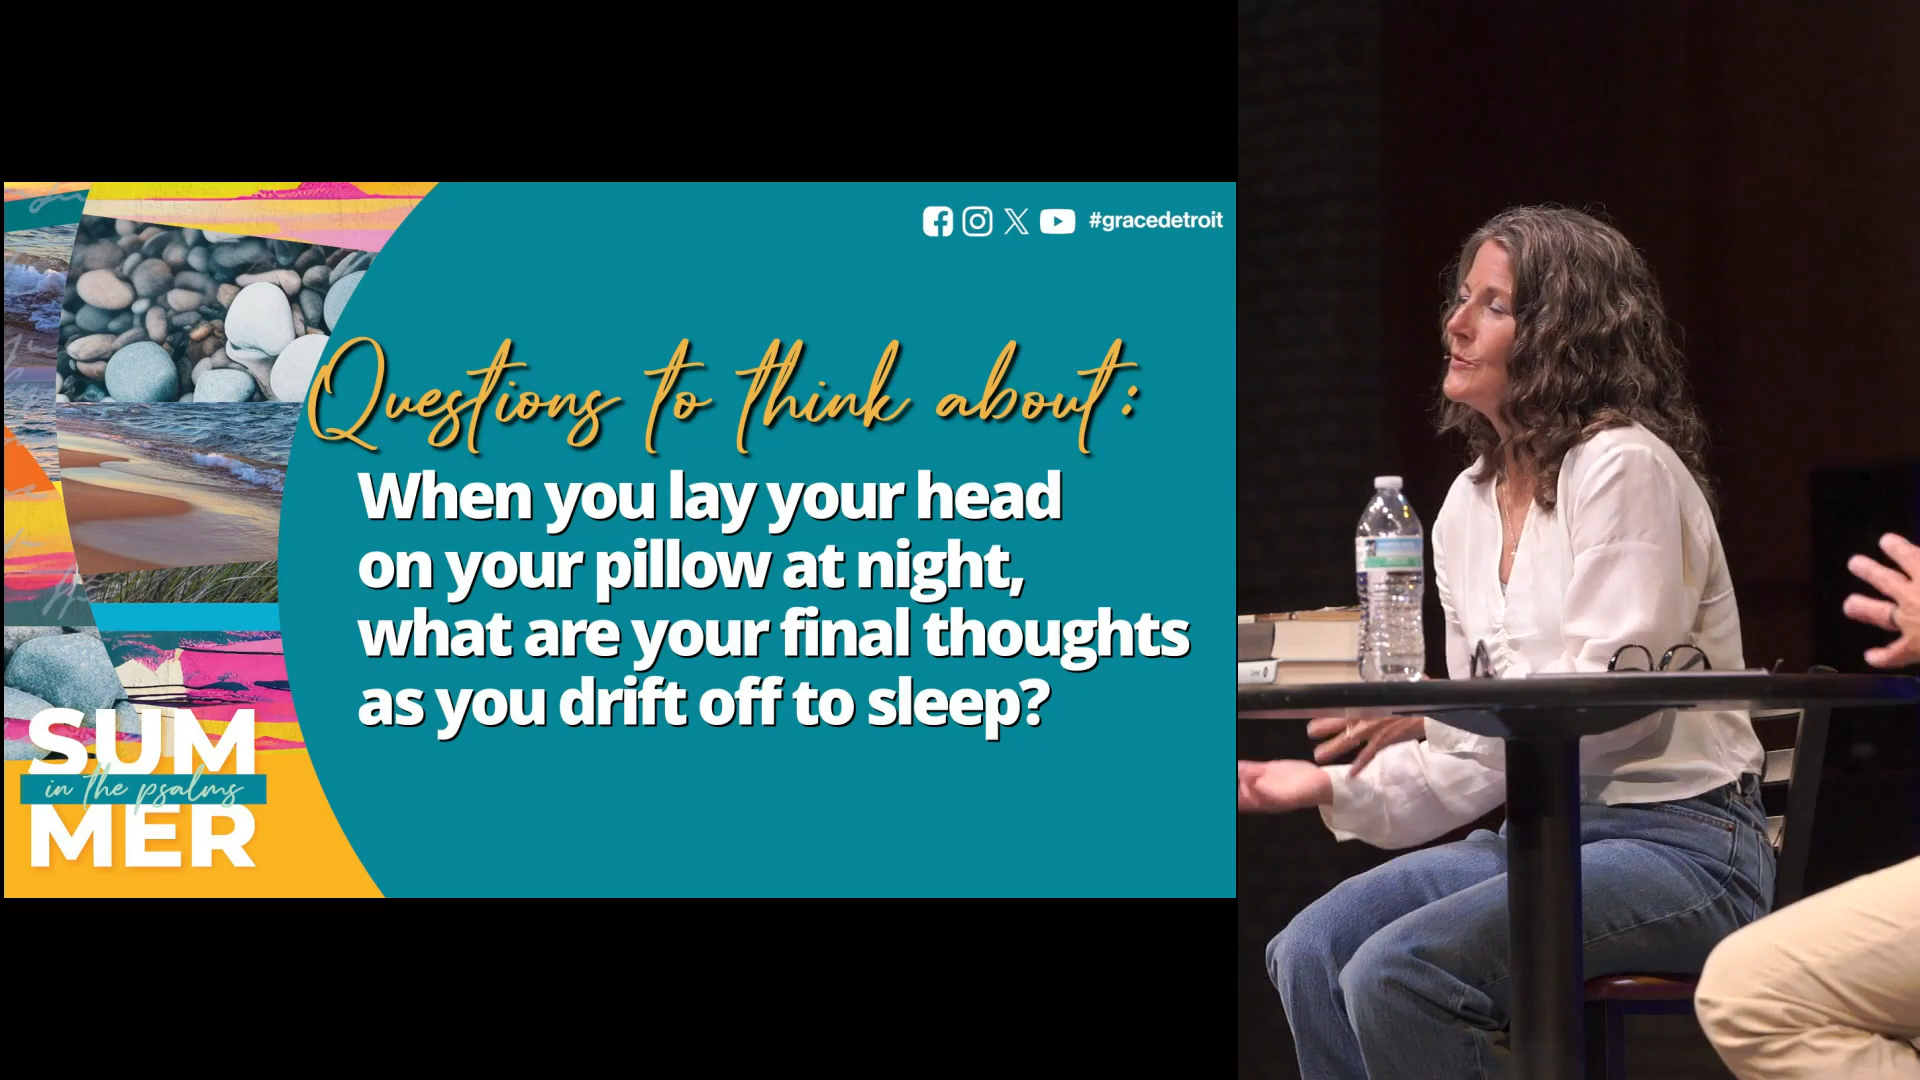 #gracedetroit
Questions to think about:
When you lay your head
on your pillow at night,
what are your final thoughts
as you drift off to sleep?
SUM
in the psalms
MER